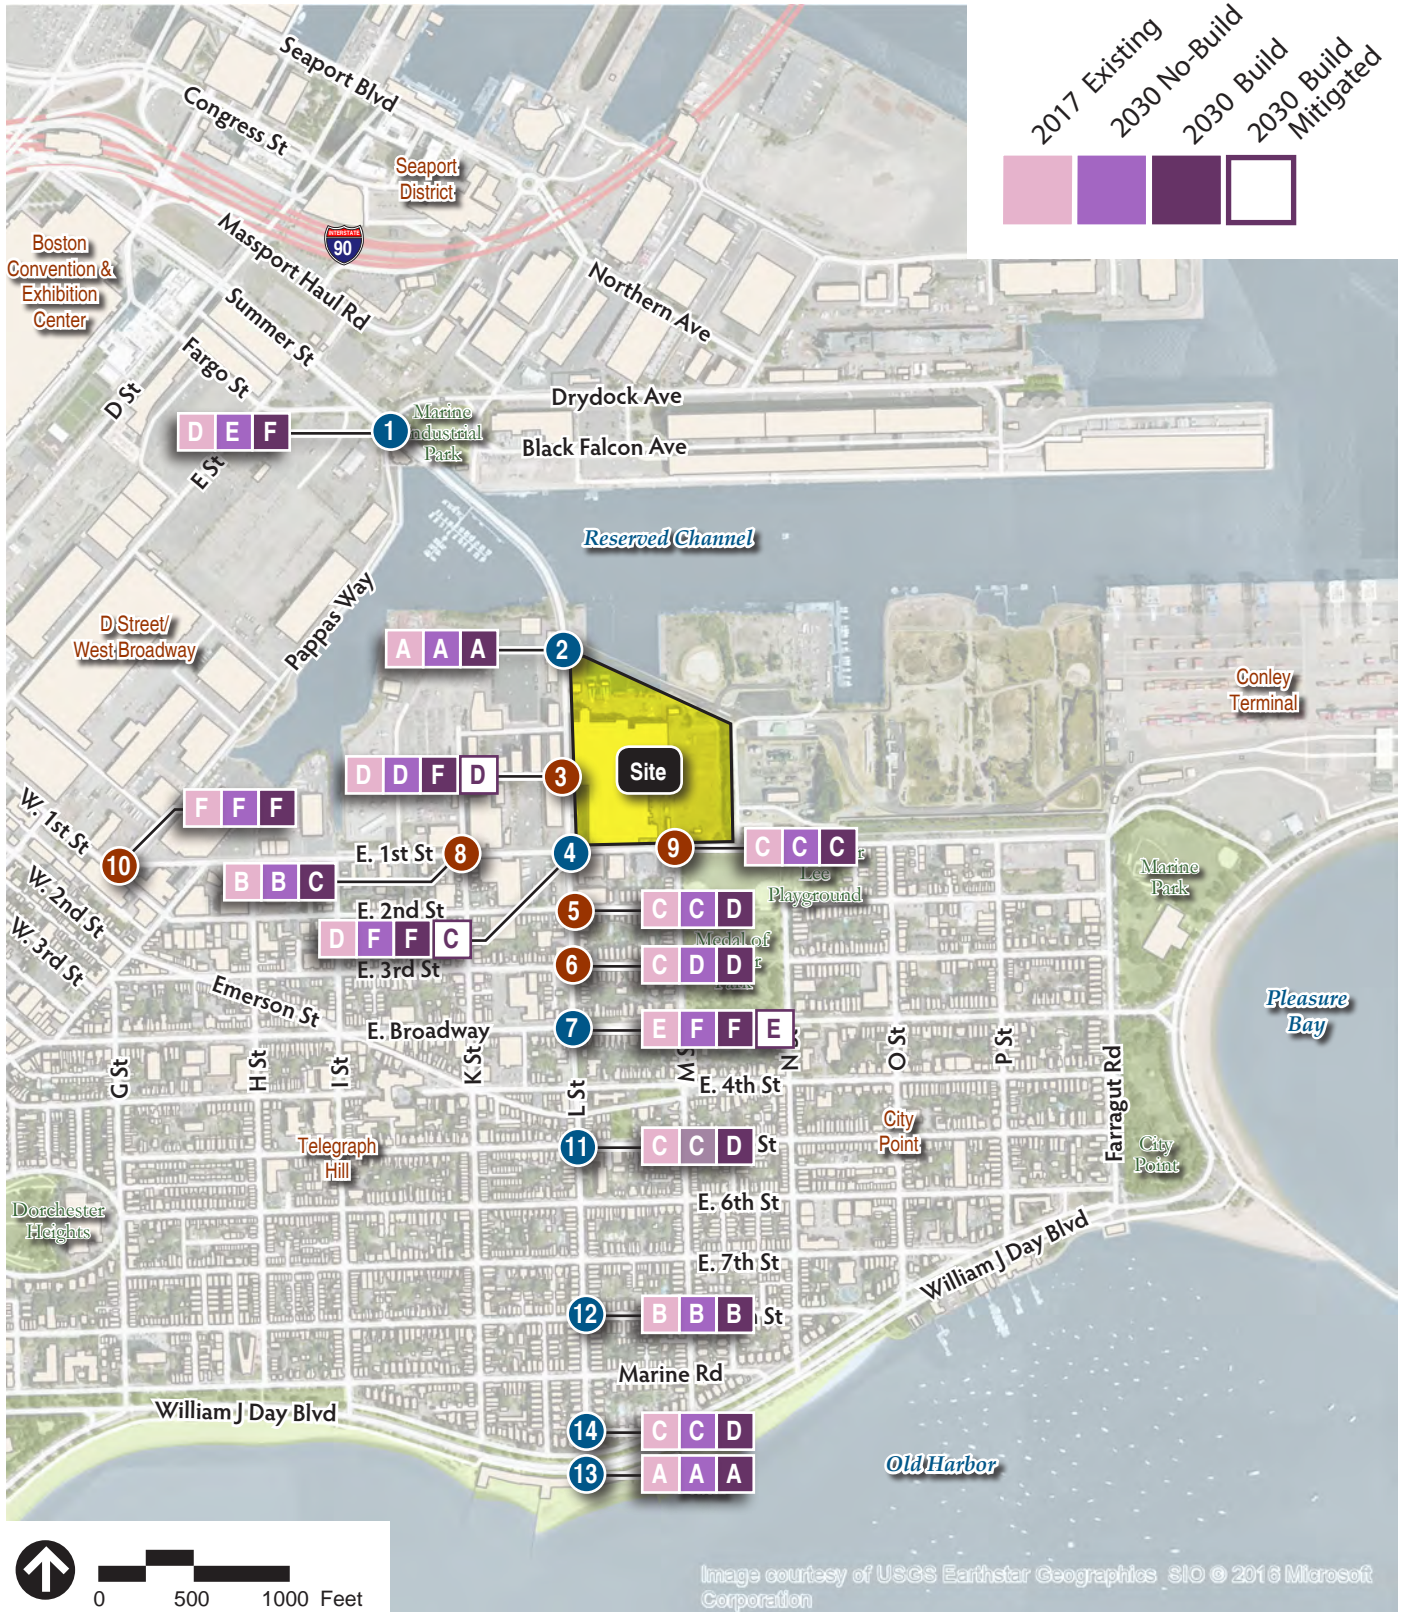 2017 Existing
2030 No-Build
2030 Build
2030 Build
Mitigated
Seaport Blvd
Congress St
Seaport
District
INTERSTATE
90
Massport Haul Rd
Boston
Convention &
Exhibition
Center
Summer St
Northern Ave
Fargo St
D St
Drydock Ave
D E F
1
Marine
Industrial
Park
Black Falcon Ave
E St
Reserved Channel
Pappas Way
D Street/
West Broadway
A A A
2
Conley
Terminal
D D F D
3
Site
F F F
W. 1st St
10
E. 1st St
8
4
9
C C C
Lee
Playground
Marine
Park
B B C
W. 2nd St
E. 2nd St
5
C C D
W. 3rd St
D F F C
Medal of
6
C D D
Park
E. 3rd St
Emerson St
E. Broadway
7
E F F E
Pleasure
Bay
G St
H St
I St
K St
L St
M S
N
O St
P St
Farragut Rd
E. 4th St
Telegraph
Hill
11
C C D
St
City
Point
City
Point
Dorchester
Heights
E. 6th St
E. 7th St
William J Day Blvd
12
B B B
St
Marine Rd
William J Day Blvd
14
C C D
13
A A A
Old Harbor
0 500 1000 Feet
Image courtesy of USGS Earthstar Geographics SIO © 2016 Microsoft
Corporation